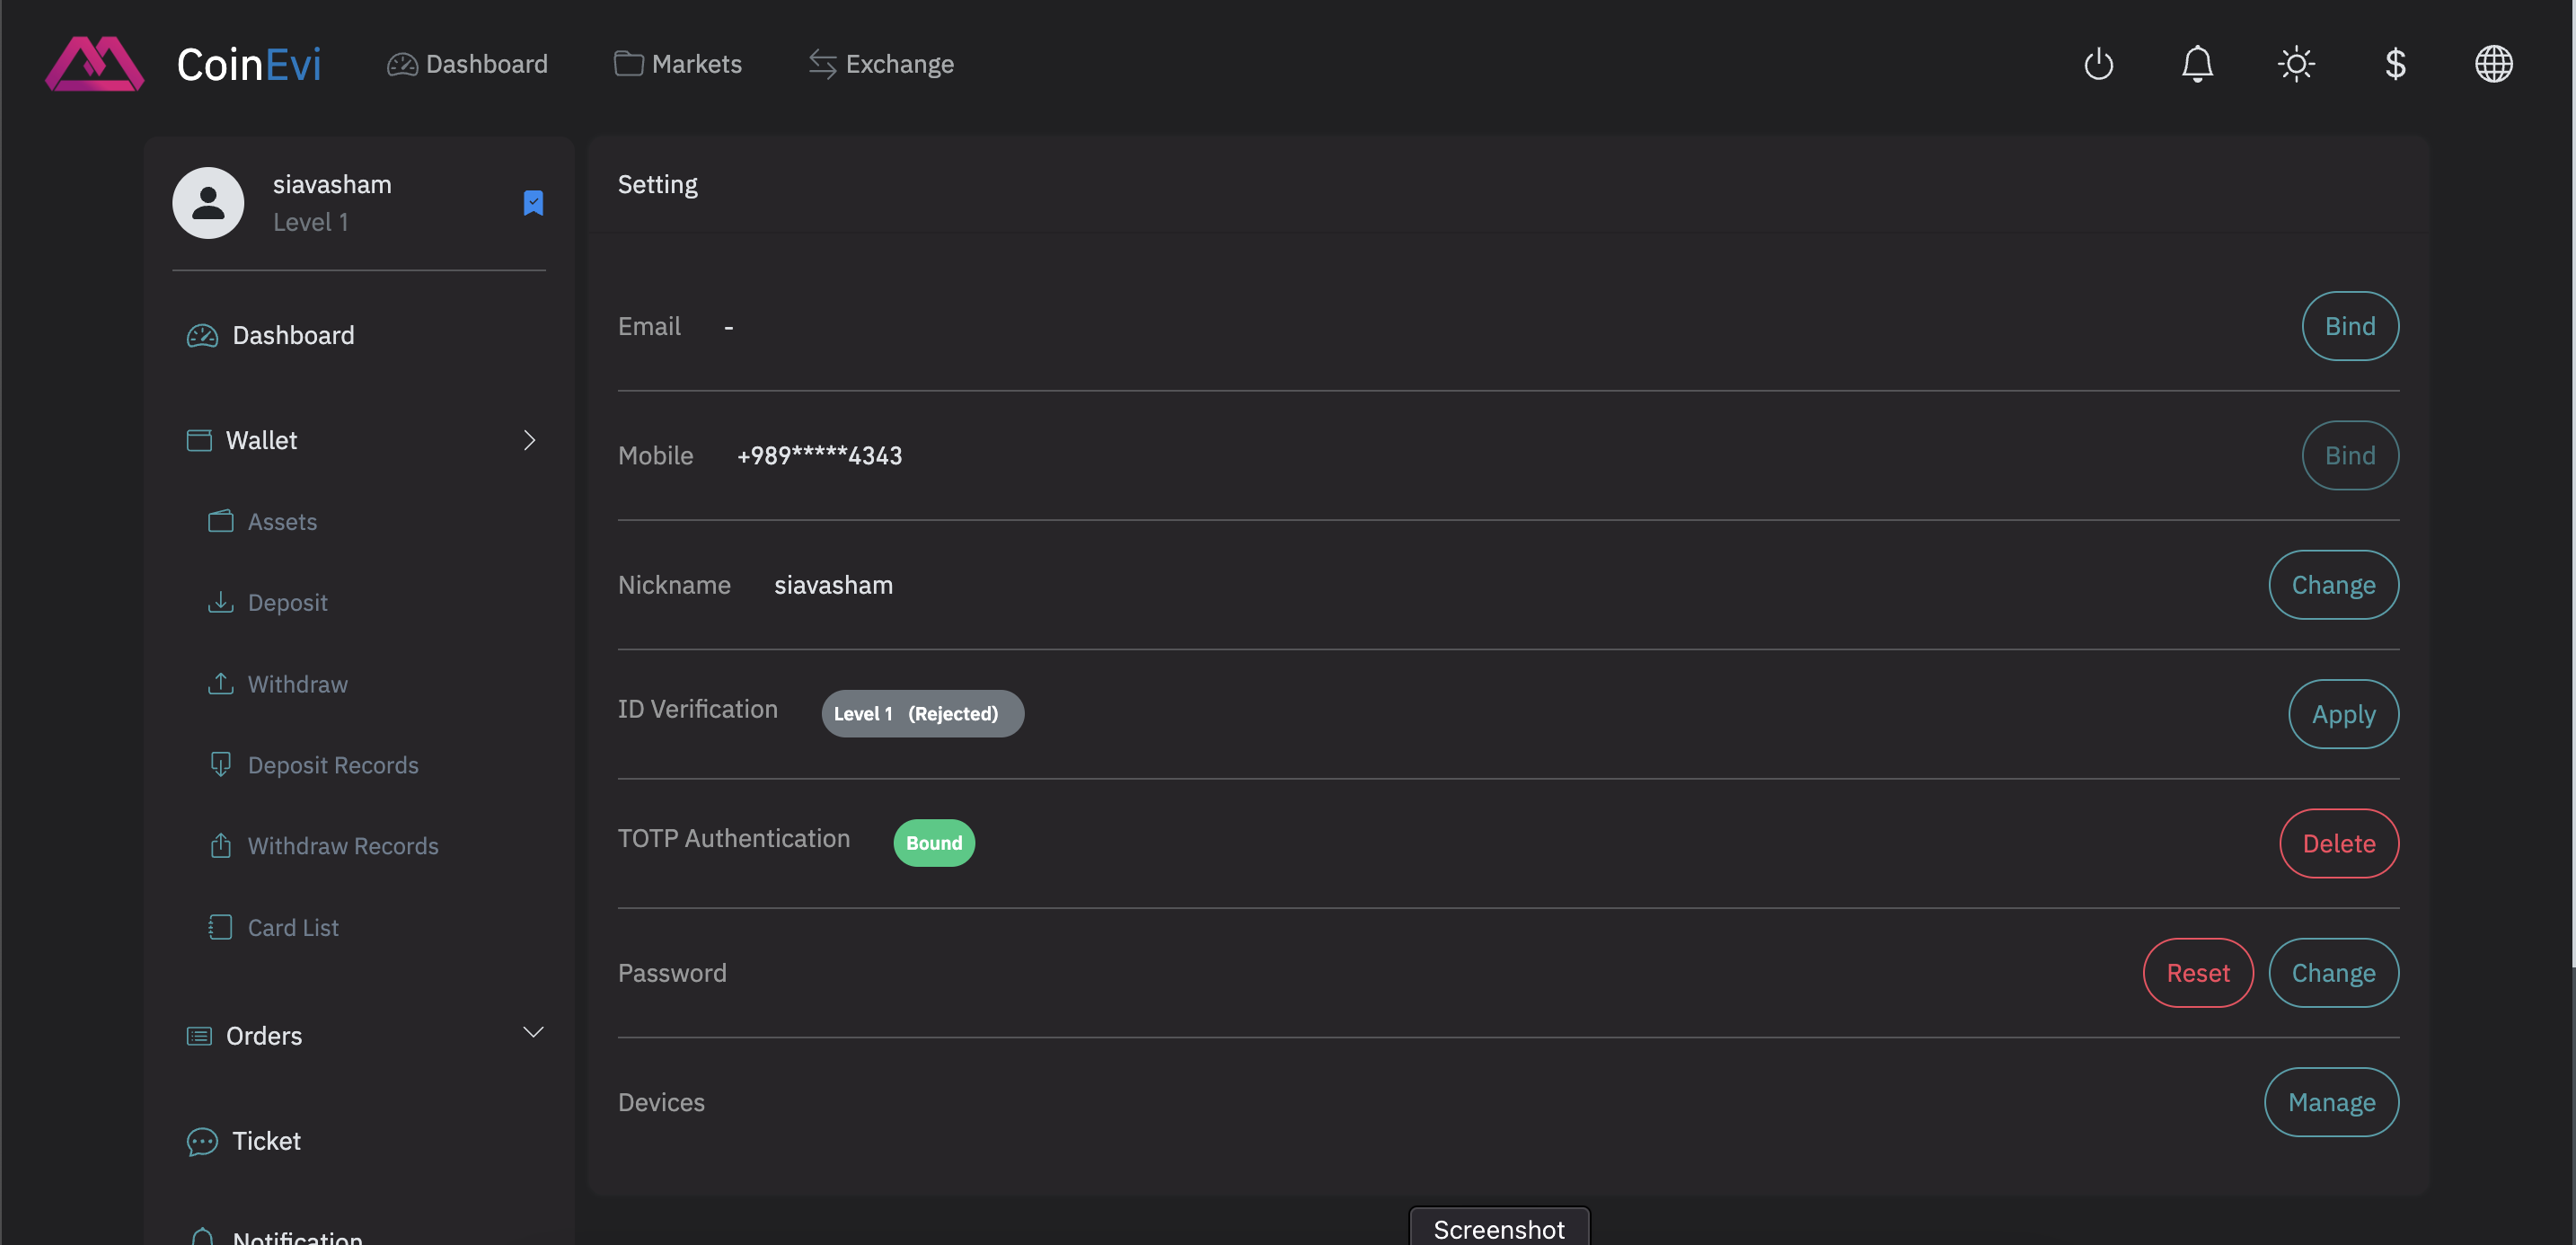 CoinEvi
Dashboard
Markets
Exchange
$
siavasham
Level 1
Dashboard
Wallet
Assets
Deposit
Withdraw
Deposit Records
Withdraw Records
Card List
Orders
Ticket
Notification
Setting
Email - Bind
Mobile +989*****4343 Bind
Nickname siavasham Change
ID Verification Level 1 (Rejected) Apply
TOTP Authentication Bound Delete
Password Reset Change
Devices Manage
Screenshot